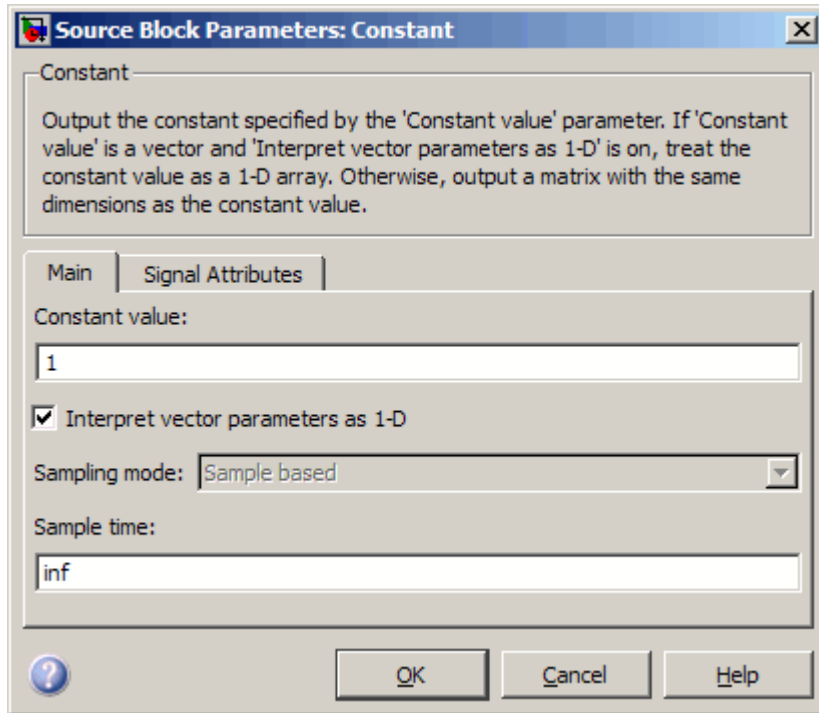 Source Block Parameters: Constant
Constant
Output the constant specified by the 'Constant value' parameter. If 'Constant
value' is a vector and 'Interpret vector parameters as 1-D' is on, treat the
constant value as a 1-D array. Otherwise, output a matrix with the same
dimensions as the constant value.
Main Signal Attributes
Constant value:
1
Interpret vector parameters as 1-D
Sampling mode: Sample based
Sample time:
inf
? OK Cancel Help